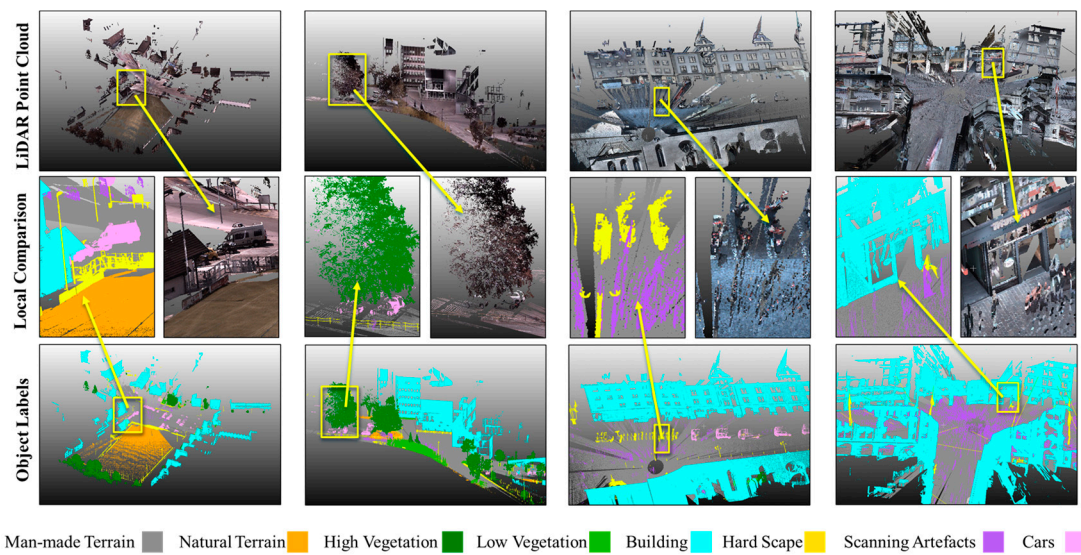 LiDAR Point Cloud
Local Comparison
Object Labels
Man-made Terrain Natural Terrain High Vegetation Low Vegetation Building Hard Scape Scanning Artefacts Cars